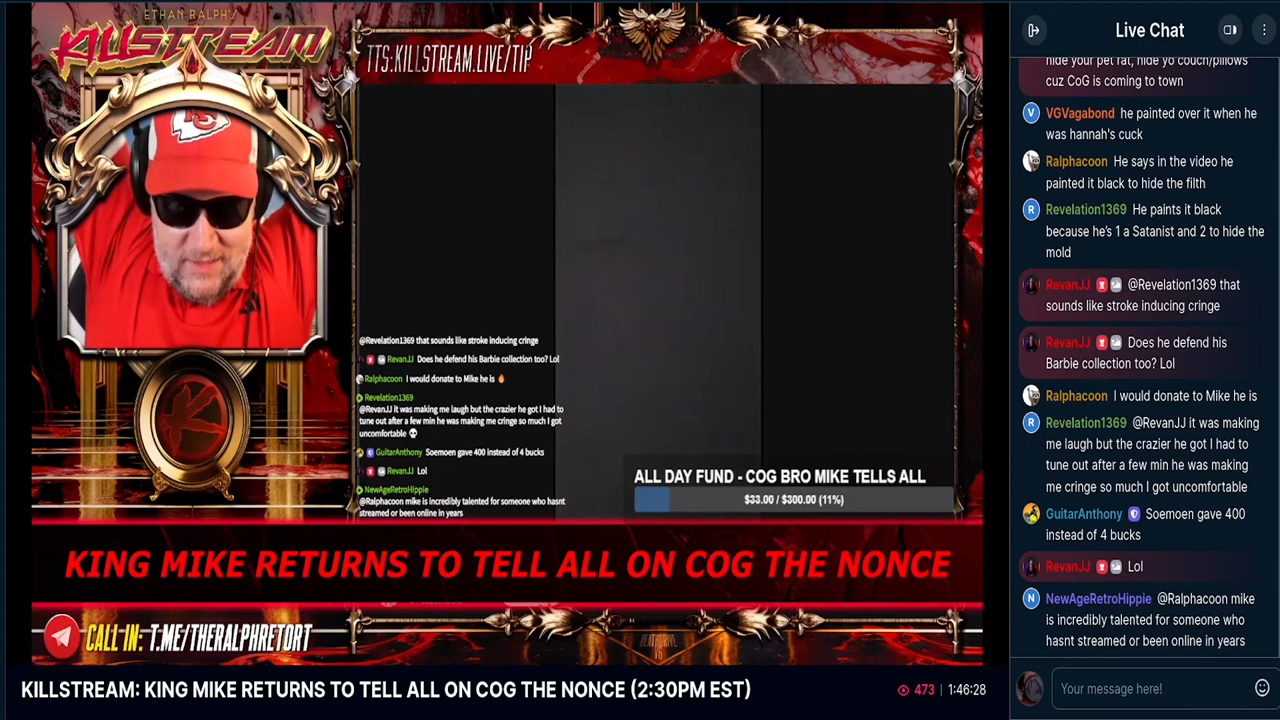 ETHAN RALPH'S
KILLSTREAM
TTS:KILLSTREAM.LIVE/TIP
@Revelation1369 that sounds like stroke inducing cringe
RevanJJ Does he defend his Barbie collection too? Lol
Ralphacoon I would donate to Mike he is 🔥
Revelation1369
@RevanJJ it was making me laugh but the crazier he got I had to
tune out after a few min he was making me cringe so much I got
uncomfortable 💀
GuitarAnthony Soemoen gave 400 instead of 4 bucks
RevanJJ Lol
NewAgeRetroHippie
@Ralphacoon mike is incredibly talented for someone who hasnt
streamed or been online in years
ALL DAY FUND - COG BRO MIKE TELLS ALL
$33.00 / $300.00 (11%)
KING MIKE RETURNS TO TELL ALL ON COG THE NONCE
CALL IN: T.ME/THERALPHRETORT
KILLSTREAM: KING MIKE RETURNS TO TELL ALL ON COG THE NONCE (2:30PM EST)
473 | 1:46:28
Live Chat
hide your pet rat, hide yo couch/pillows
cuz CoG is coming to town
V VGVagabond he painted over it when he
was hannah's cuck
Ralphacoon He says in the video he
painted it black to hide the filth
R Revelation1369 He paints it black
because he's 1 a Satanist and 2 to hide the
mold
RevanJJ @Revelation1369 that
sounds like stroke inducing cringe
RevanJJ Does he defend his
Barbie collection too? Lol
Ralphacoon I would donate to Mike he is
R Revelation1369 @RevanJJ it was making
me laugh but the crazier he got I had to
tune out after a few min he was making
me cringe so much I got uncomfortable
GuitarAnthony Soemoen gave 400
instead of 4 bucks
RevanJJ Lol
N NewAgeRetroHippie @Ralphacoon mike
is incredibly talented for someone who
hasnt streamed or been online in years
Your message here!